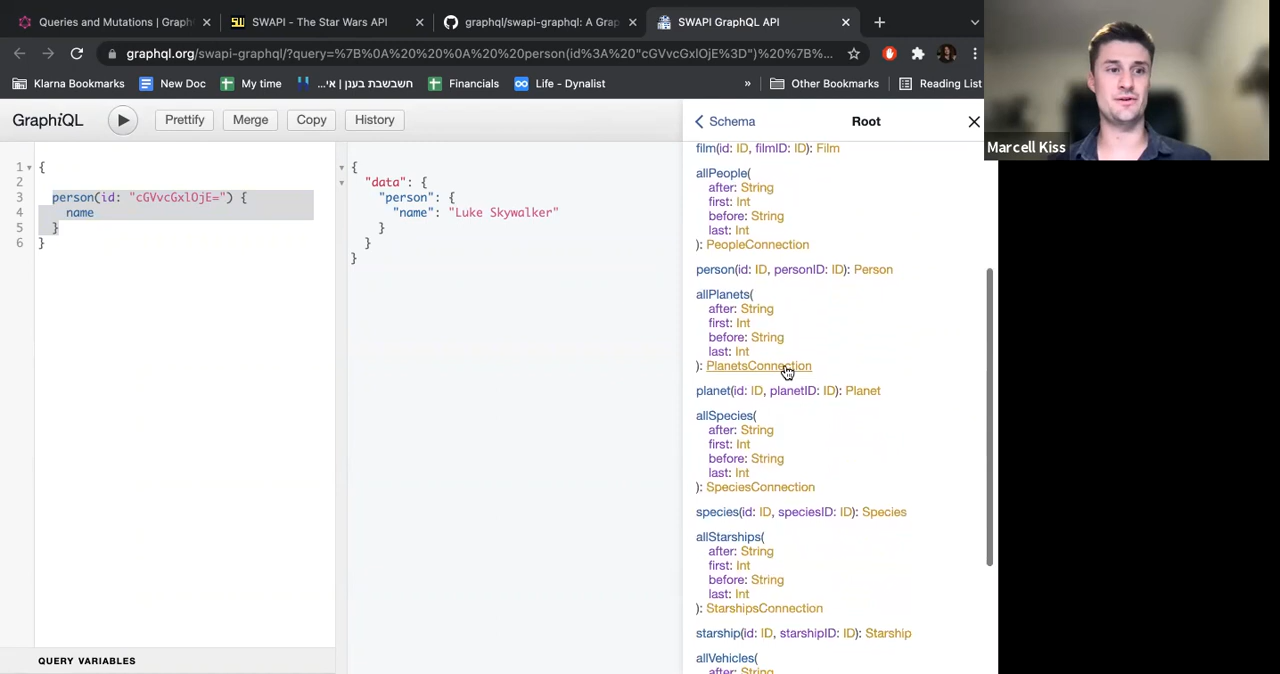 Queries and Mutations | Graph
SWAPI - The Star Wars API
graphql/swapi-graphql: A Grap
SWAPI GraphQL API
graphql.org/swapi-graphql/?query=%7B%0A%20%20%0A%20%20person(id%3A%20"cGVvcGxlOjE%3D")%20%7B%...
Klarna Bookmarks
New Doc
My time
חשבשבת בענן | אי...
Financials
Life - Dynalist
»
Other Bookmarks
Reading List
Marcell Kiss
GraphiQL
Prettify
Merge
Copy
History
Schema
Root
1 {
2
3 person(id: "cGVvcGxlOjE=") {
4 name
5 }
6 }
{
"data": {
"person": {
"name": "Luke Skywalker"
}
}
}
film(id: ID, filmID: ID): Film
allPeople(
after: String
first: Int
before: String
last: Int
): PeopleConnection
person(id: ID, personID: ID): Person
allPlanets(
after: String
first: Int
before: String
last: Int
): PlanetsConnection
planet(id: ID, planetID: ID): Planet
allSpecies(
after: String
first: Int
before: String
last: Int
): SpeciesConnection
species(id: ID, speciesID: ID): Species
allStarships(
after: String
first: Int
before: String
last: Int
): StarshipsConnection
starship(id: ID, starshipID: ID): Starship
allVehicles(
after: String
QUERY VARIABLES